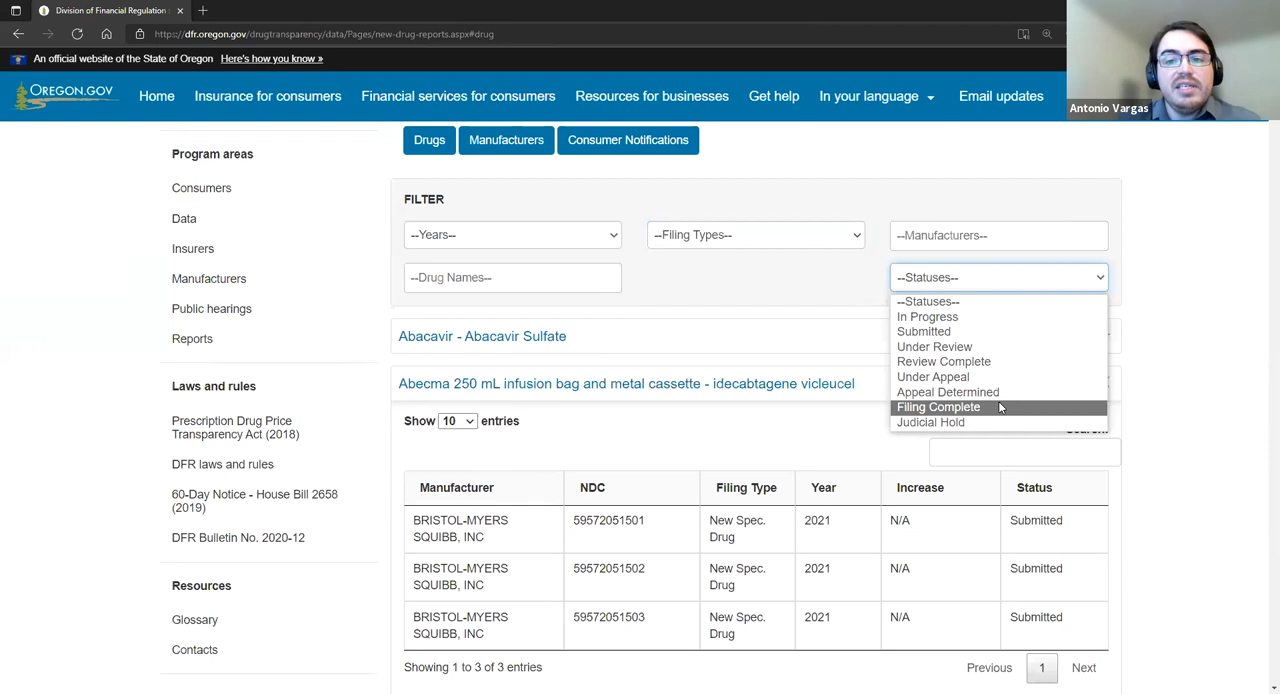 Division of Financial Regulation :
https://dfr.oregon.gov/drugtransparency/data/Pages/new-drug-reports.aspx#drug
An official website of the State of Oregon Here's how you know »
OREGON.GOV
Home
Insurance for consumers
Financial services for consumers
Resources for businesses
Get help
In your language
Email updates
Antonio Vargas
Program areas
Consumers
Data
Insurers
Manufacturers
Public hearings
Reports
Laws and rules
Prescription Drug Price
Transparency Act (2018)
DFR laws and rules
60-Day Notice - House Bill 2658
(2019)
DFR Bulletin No. 2020-12
Resources
Glossary
Contacts
Drugs
Manufacturers
Consumer Notifications
FILTER
--Years--
--Filing Types--
--Manufacturers--
--Drug Names--
--Statuses--
--Statuses--
In Progress
Submitted
Under Review
Review Complete
Under Appeal
Appeal Determined
Filing Complete
Judicial Hold
Abacavir - Abacavir Sulfate
Abecma 250 mL infusion bag and metal cassette - idecabtagene vicleucel
Show 10 entries
Search:
Manufacturer NDC Filing Type Year Increase Status
BRISTOL-MYERS 59572051501 New Spec. 2021 N/A Submitted
SQUIBB, INC Drug
BRISTOL-MYERS 59572051502 New Spec. 2021 N/A Submitted
SQUIBB, INC Drug
BRISTOL-MYERS 59572051503 New Spec. 2021 N/A Submitted
SQUIBB, INC Drug
Showing 1 to 3 of 3 entries
Previous 1 Next